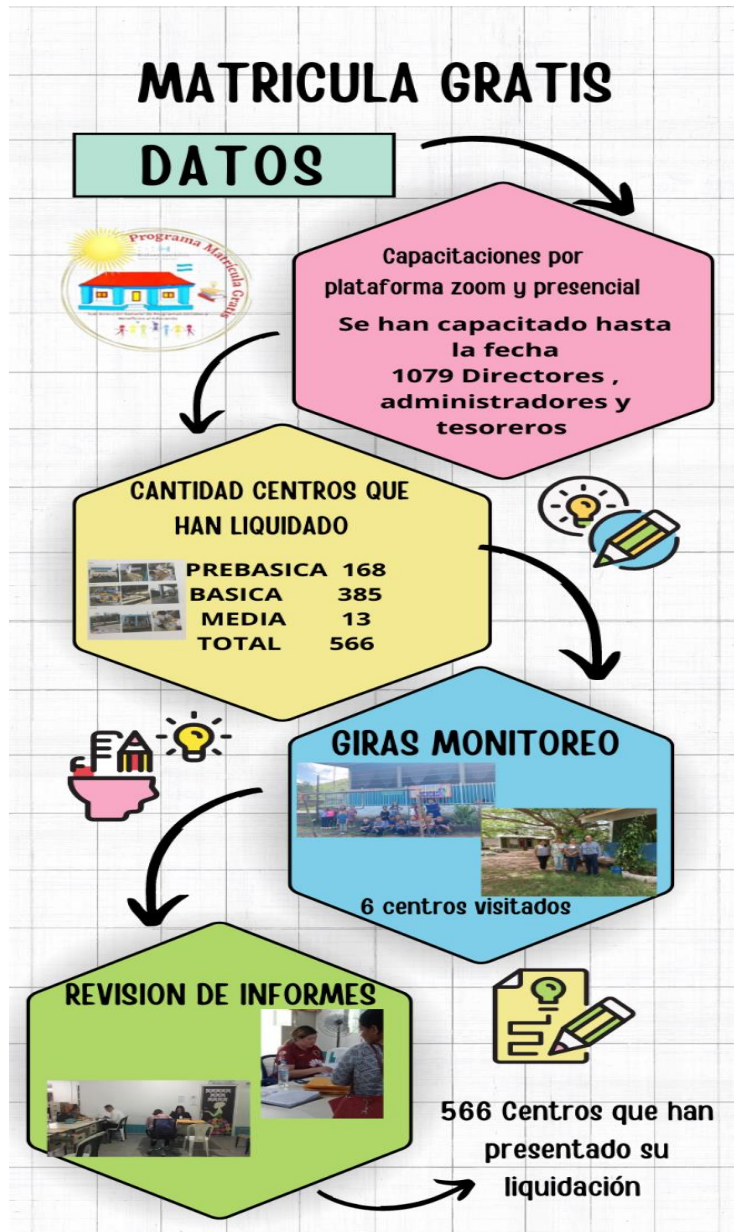 MATRICULA GRATIS
DATOS
Programa Matrícula Gratis
Capacitaciones por
plataforma zoom y presencial
Se han capacitado hasta
la fecha
1079 Directores ,
administradores y
tesoreros
CANTIDAD CENTROS QUE
HAN LIQUIDADO
PREBASICA 168
BASICA 385
MEDIA 13
TOTAL 566
GIRAS MONITOREO
6 centros visitados
REVISION DE INFORMES
566 Centros que han
presentado su
liquidación